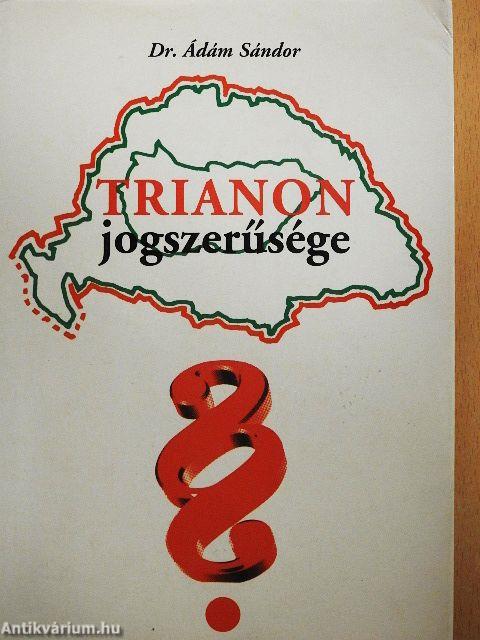 Dr. Ádám Sándor
TRIANON
jogszerűsége
§
Antikvárium.hu